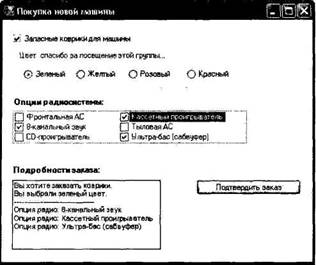 Покупка новой машины
Запасные коврики для машины
Цвет спасибо за посещение этой группы...
Зеленый Желтый Розовый Красный
Опции радиосистемы:
Фронтальная АС Кассетный проигрыватель
8-канальный звук Тыловая АС
CD-проигрыватель Ультра-бас (сабвуфер)
Подробности заказа:
Вы хотите заказать коврики.
Вы выбрали зеленый цвет.
Подтвердить заказ
Опция радио: 8-канальный звук
Опция радио: Кассетный проигрыватель
Опция радио: Ультра-бас (сабвуфер)